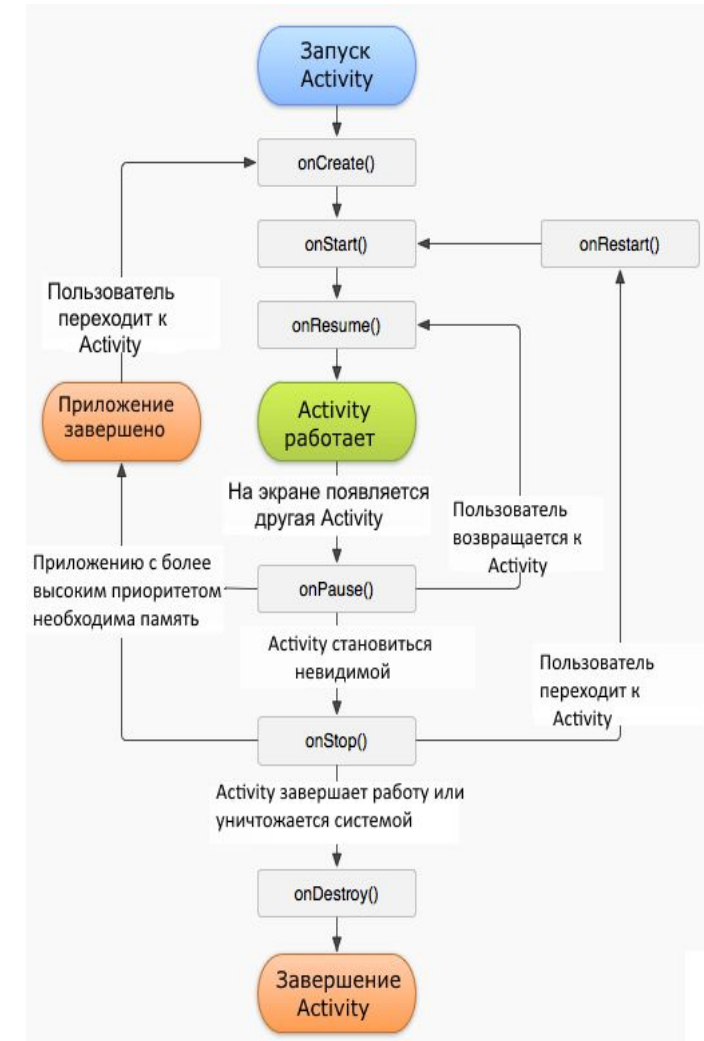 Запуск
Activity
onCreate()
onStart()
onRestart()
Пользователь
переходит к
Activity
onResume()
Приложение
завершено
Activity
работает
На экране появляется
другая Activity
Пользователь
возвращается к
Activity
Приложению с более
высоким приоритетом
необходима память
onPause()
Activity становиться
невидимой
Пользователь
переходит к
Activity
onStop()
Activity завершает работу или
уничтожается системой
onDestroy()
Завершение
Activity